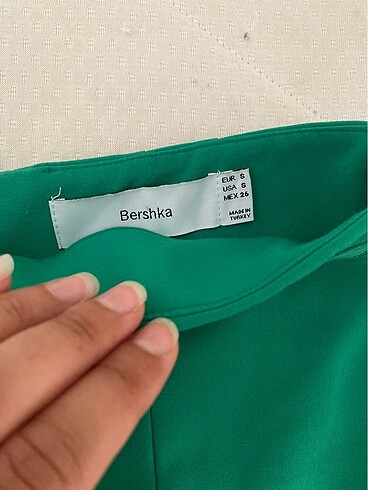 Bershka
EUR S
USA S
MEX 26
MADE IN
TURKEY